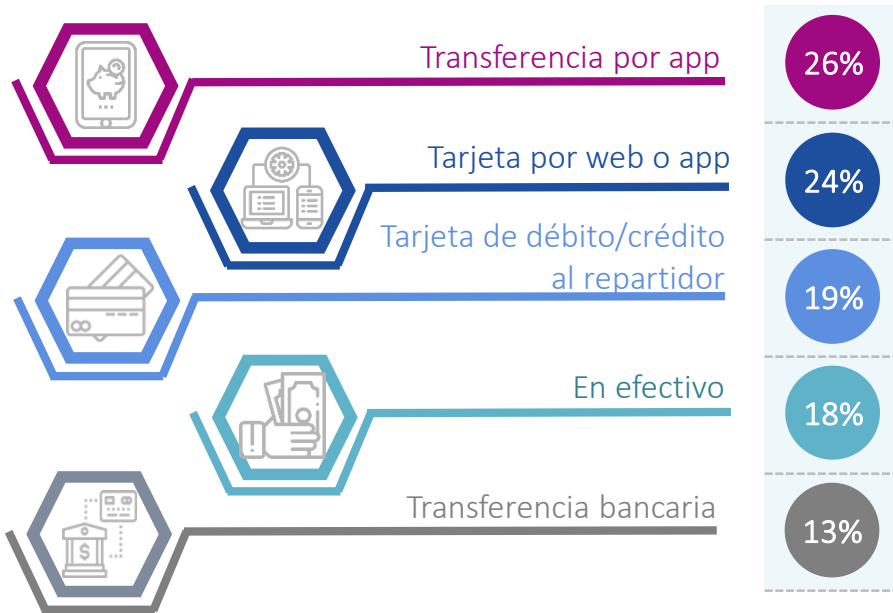 Transferencia por app
26%
Tarjeta por web o app
24%
Tarjeta de débito/crédito
al repartidor
19%
En efectivo
18%
Transferencia bancaria
13%
$